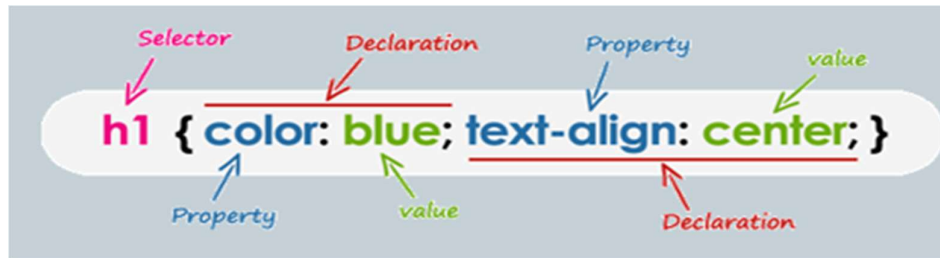 Selector
Declaration
Property
value
h1 { color: blue; text-align: center; }
Property
value
Declaration